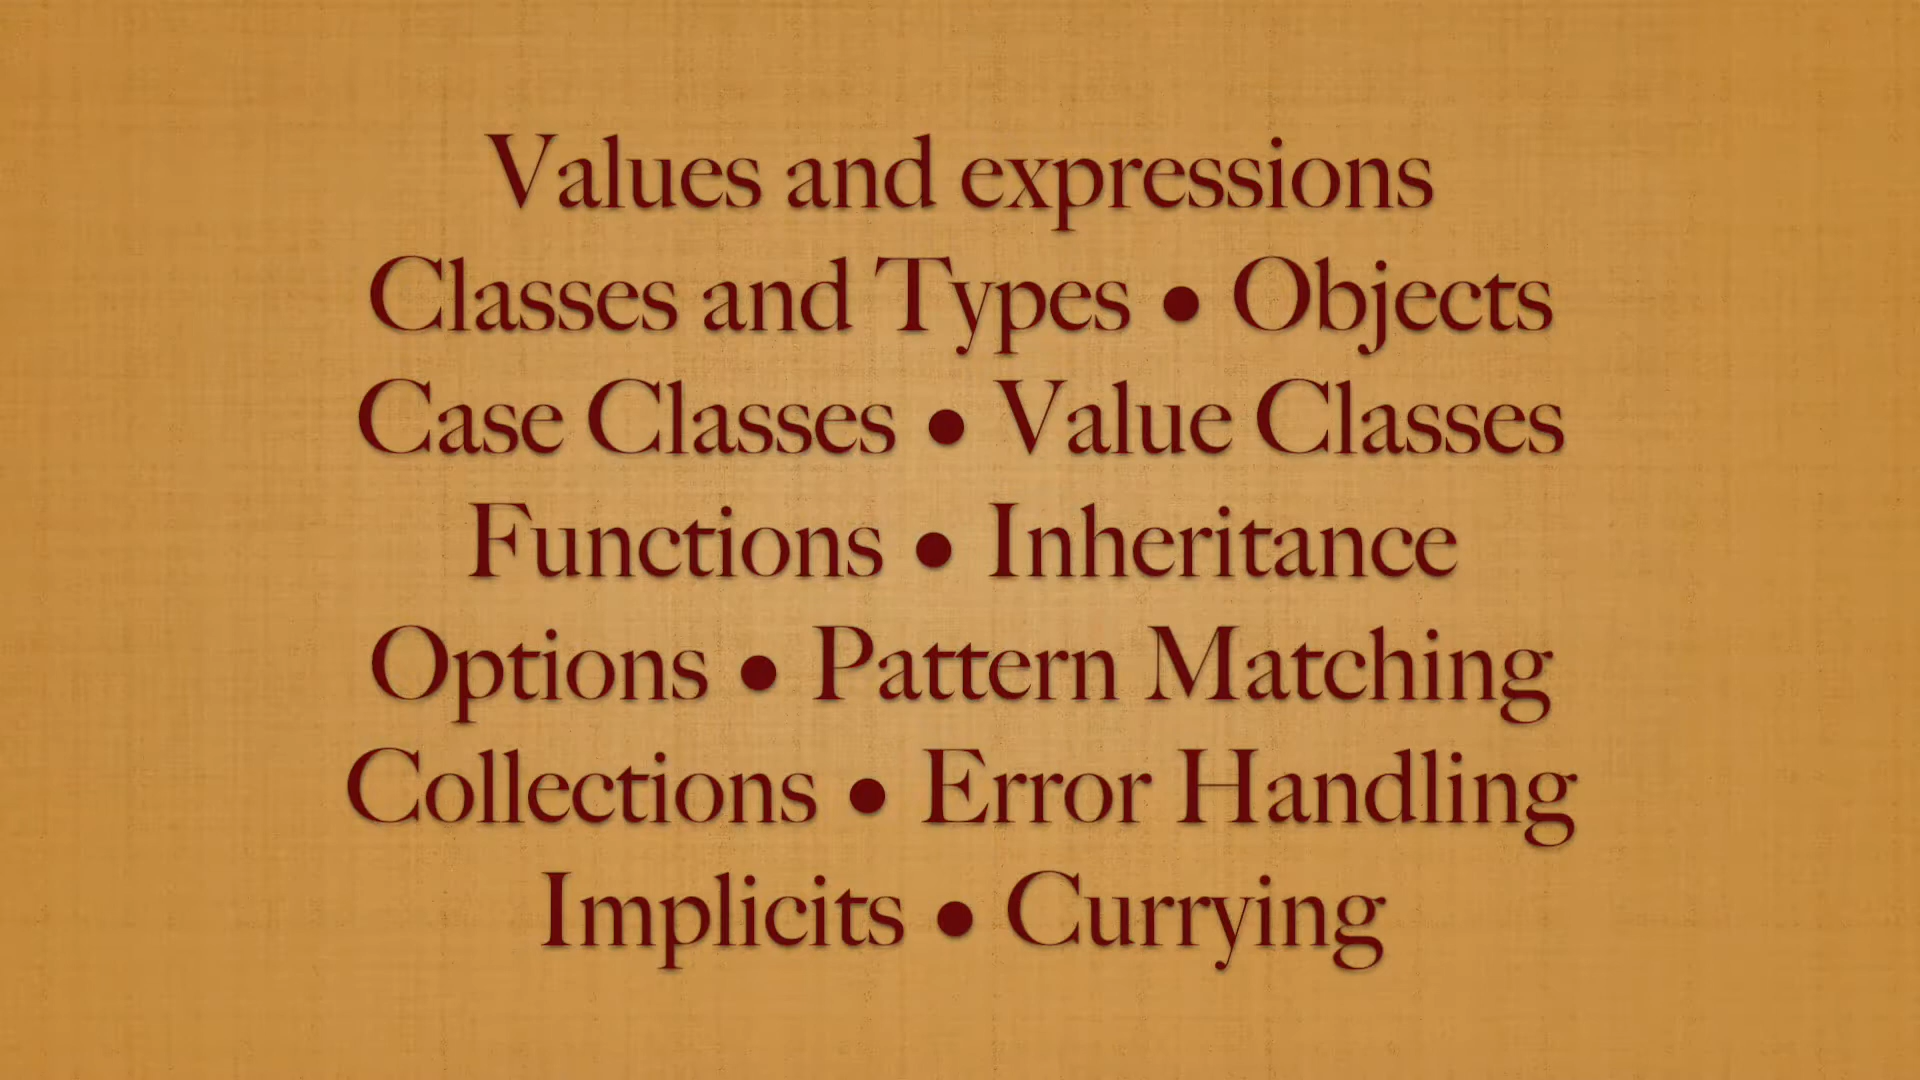 Values and expressions
Classes and Types • Objects
Case Classes • Value Classes
Functions • Inheritance
Options • Pattern Matching
Collections • Error Handling
Implicits • Currying